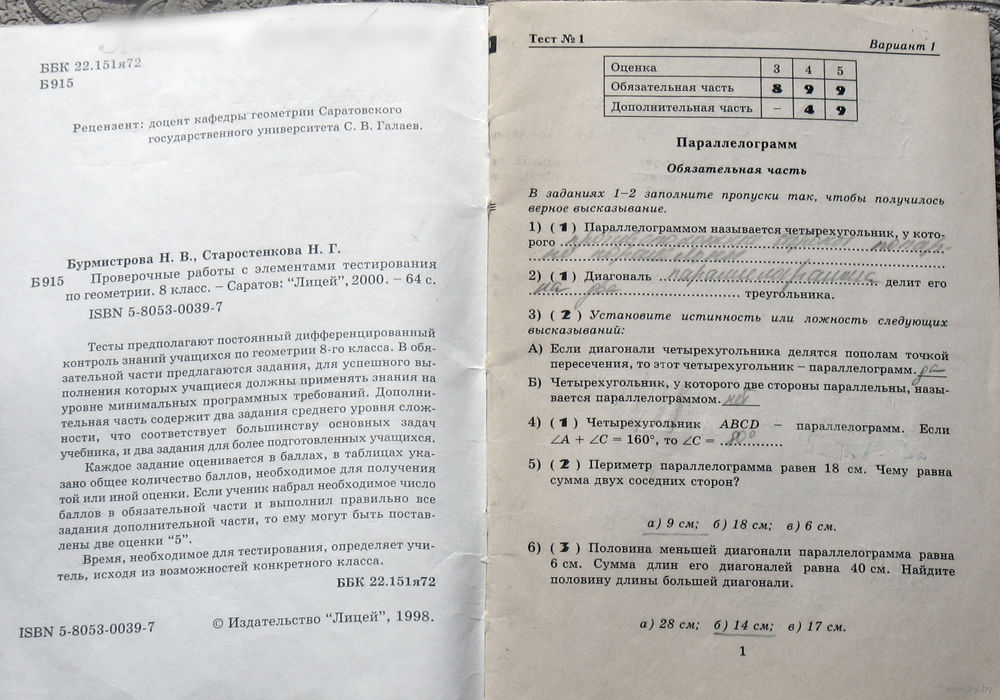 ББК 22.151я72
Б915
Рецензент: доцент кафедры геометрии Саратовского
государственного университета С. В. Галаев.
Бурмистрова Н. В., Старостенкова Н. Г.
Б915 Проверочные работы с элементами тестирования
по геометрии. 8 класс. – Саратов: “Лицей”, 2000. – 64 с.
ISBN 5-8053-0039-7
Тесты предполагают постоянный дифференцированный
контроль знаний учащихся по геометрии 8-го класса. В обя-
зательной части предлагаются задания, для успешного вы-
полнения которых учащиеся должны применять знания на
уровне минимальных программных требований. Дополни-
тельная часть содержит два задания среднего уровня слож-
ности, что соответствует большинству основных задач
учебника, и два задания для более подготовленных учащихся.
Каждое задание оценивается в баллах, в таблицах ука-
зано общее количество баллов, необходимое для получения
той или иной оценки. Если ученик набрал необходимое число
баллов в обязательной части и выполнил правильно все
задания дополнительной части, то ему могут быть постав-
лены две оценки “5”.
Время, необходимое для тестирования, определяет учи-
тель, исходя из возможностей конкретного класса.
ББК 22.151я72
ISBN 5-8053-0039-7
© Издательство “Лицей”, 1998.
Тест № 1 Вариант 1
Оценка 3 4 5
Обязательная часть 8 9 9
Дополнительная часть – 4 9
Параллелограмм
Обязательная часть
В заданиях 1–2 заполните пропуски так, чтобы получилось
верное высказывание.
1) (1) Параллелограммом называется четырехугольник, у кото-
рого попар-
но
2) (1) Диагональ параллелограмма делит его
на два треугольника.
3) (2) Установите истинность или ложность следующих
высказываний:
А) Если диагонали четырехугольника делятся пополам точкой
пересечения, то этот четырехугольник – параллелограмм. да
Б) Четырехугольник, у которого две стороны параллельны, назы-
вается параллелограммом. нет
4) (1) Четырехугольник ABCD – параллелограмм. Если
∠A + ∠C = 160°, то ∠C = 80°
5) (2) Периметр параллелограмма равен 18 см. Чему равна
сумма двух соседних сторон?
а) 9 см; б) 18 см; в) 6 см.
6) (3) Половина меньшей диагонали параллелограмма равна
6 см. Сумма длин его диагоналей равна 40 см. Найдите
половину длины большей диагонали.
а) 28 см; б) 14 см; в) 17 см.
1
www.ay.by